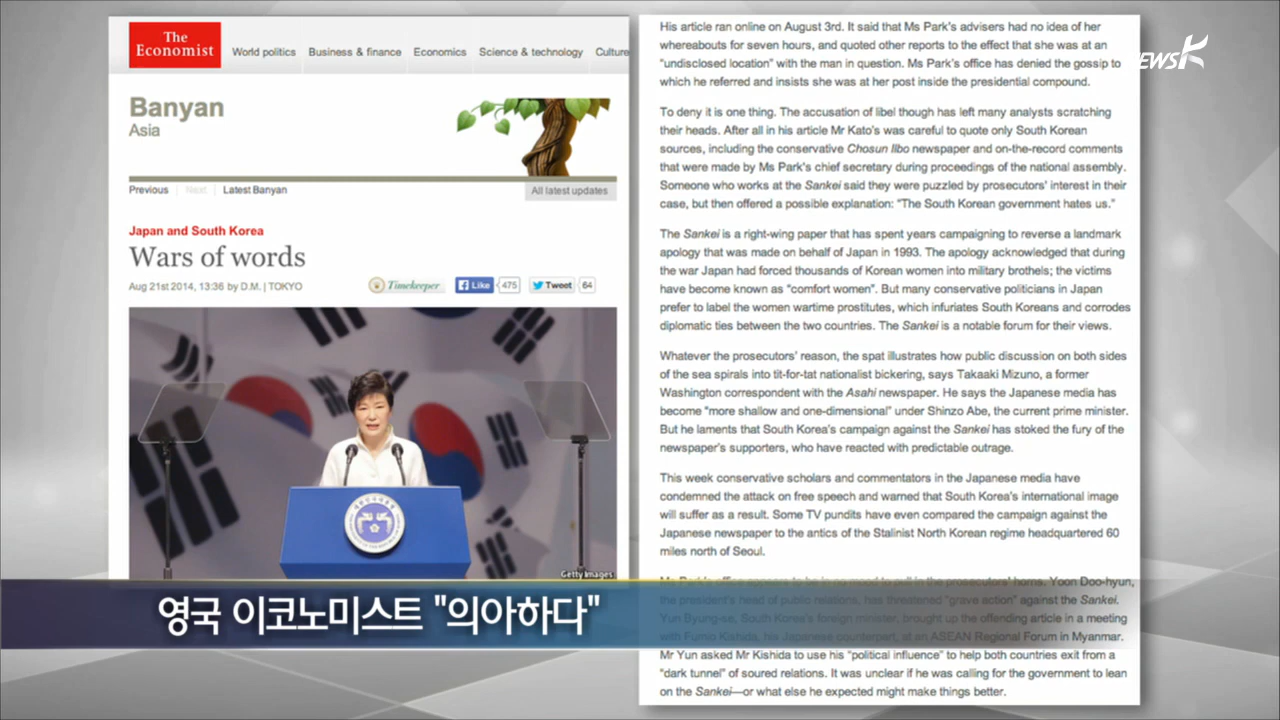 The
Economist
World politics
Business & finance
Economics
Science & technology
Culture
Banyan
Asia
Previous
Next
Latest Banyan
All latest updates
Japan and South Korea
Wars of words
Aug 21st 2014, 13:36 by D.M. | TOKYO
Timekeeper
Like
475
Tweet
64
Getty Images
His article ran online on August 3rd. It said that Ms Park's advisers had no idea of her
whereabouts for seven hours, and quoted other reports to the effect that she was at an
"undisclosed location" with the man in question. Ms Park's office has denied the gossip to
which he referred and insists she was at her post inside the presidential compound.
To deny it is one thing. The accusation of libel though has left many analysts scratching
their heads. After all in his article Mr Kato's was careful to quote only South Korean
sources, including the conservative Chosun Ilbo newspaper and on-the-record comments
that were made by Ms Park's chief secretary during proceedings of the national assembly.
Someone who works at the Sankei said they were puzzled by prosecutors' interest in their
case, but then offered a possible explanation: "The South Korean government hates us."
The Sankei is a right-wing paper that has spent years campaigning to reverse a landmark
apology that was made on behalf of Japan in 1993. The apology acknowledged that during
the war Japan had forced thousands of Korean women into military brothels; the victims
have become known as "comfort women". But many conservative politicians in Japan
prefer to label the women wartime prostitutes, which infuriates South Koreans and corrodes
diplomatic ties between the two countries. The Sankei is a notable forum for their views.
Whatever the prosecutors' reason, the spat illustrates how public discussion on both sides
of the sea spirals into tit-for-tat nationalist bickering, says Takaaki Mizuno, a former
Washington correspondent with the Asahi newspaper. He says the Japanese media has
become "more shallow and one-dimensional" under Shinzo Abe, the current prime minister.
But he laments that South Korea's campaign against the Sankei has stoked the fury of the
newspaper's supporters, who have reacted with predictable outrage.
This week conservative scholars and commentators in the Japanese media have
condemned the attack on free speech and warned that South Korea's international image
will suffer as a result. Some TV pundits have even compared the campaign against the
Japanese newspaper to the antics of the Stalinist North Korean regime headquartered 60
miles north of Seoul.
Ms Park's office appears to be in no mood to pull in the prosecutors' horns. Yoon Doo-hyun,
the president's head of public relations, has threatened "grave action" against the Sankei.
Yun Byung-se, South Korea's foreign minister, brought up the offending article in a meeting
with Fumio Kishida, his Japanese counterpart, at an ASEAN Regional Forum in Myanmar.
Mr Yun asked Mr Kishida to use his "political influence" to help both countries exit from a
"dark tunnel" of soured relations. It was unclear if he was calling for the government to lean
on the Sankei—or what else he expected might make things better.
NEWS K
영국 이코노미스트 "의아하다"